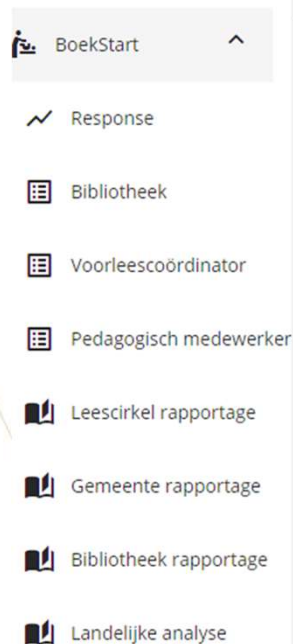 BoekStart
Response
Bibliotheek
Voorleescoördinator
Pedagogisch medewerker
Leescirkel rapportage
Gemeente rapportage
Bibliotheek rapportage
Landelijke analyse